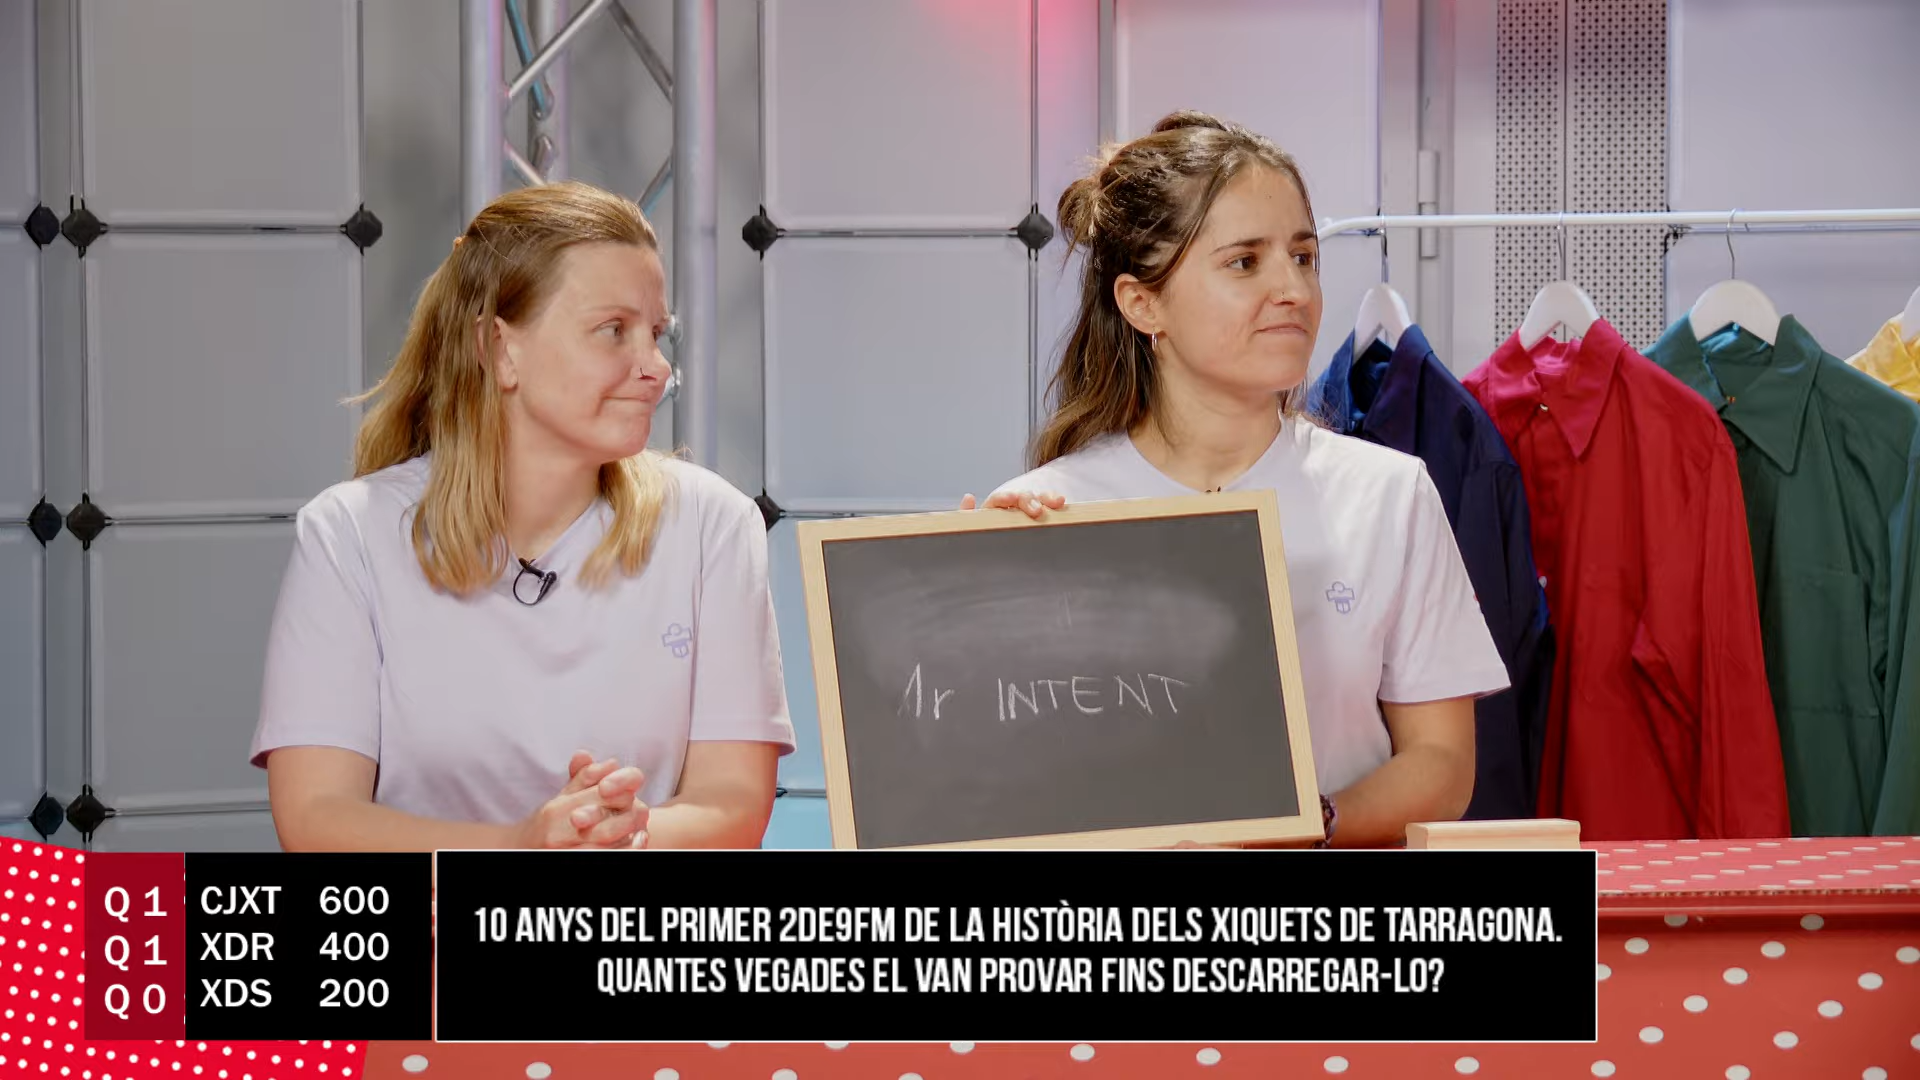 1r INTENT
Q 1 CJXT 600
Q 1 XDR 400
Q 0 XDS 200
10 ANYS DEL PRIMER 2DE9FM DE LA HISTÒRIA DELS XIQUETS DE TARRAGONA.
QUANTES VEGADES EL VAN PROVAR FINS DESCARREGAR-LO?